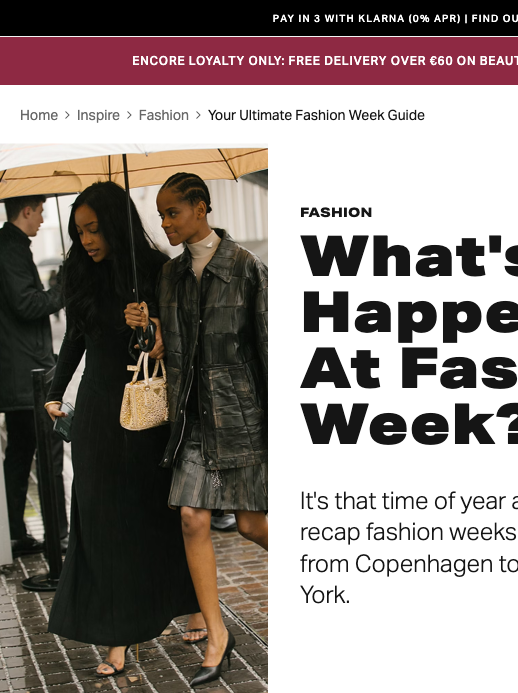 PAY IN 3 WITH KLARNA (0% APR) | FIND OU
ENCORE LOYALTY ONLY: FREE DELIVERY OVER €60 ON BEAUT
Home > Inspire > Fashion > Your Ultimate Fashion Week Guide
FASHION
What's
Happe
At Fas
Week?
It's that time of year a
recap fashion weeks
from Copenhagen to
York.